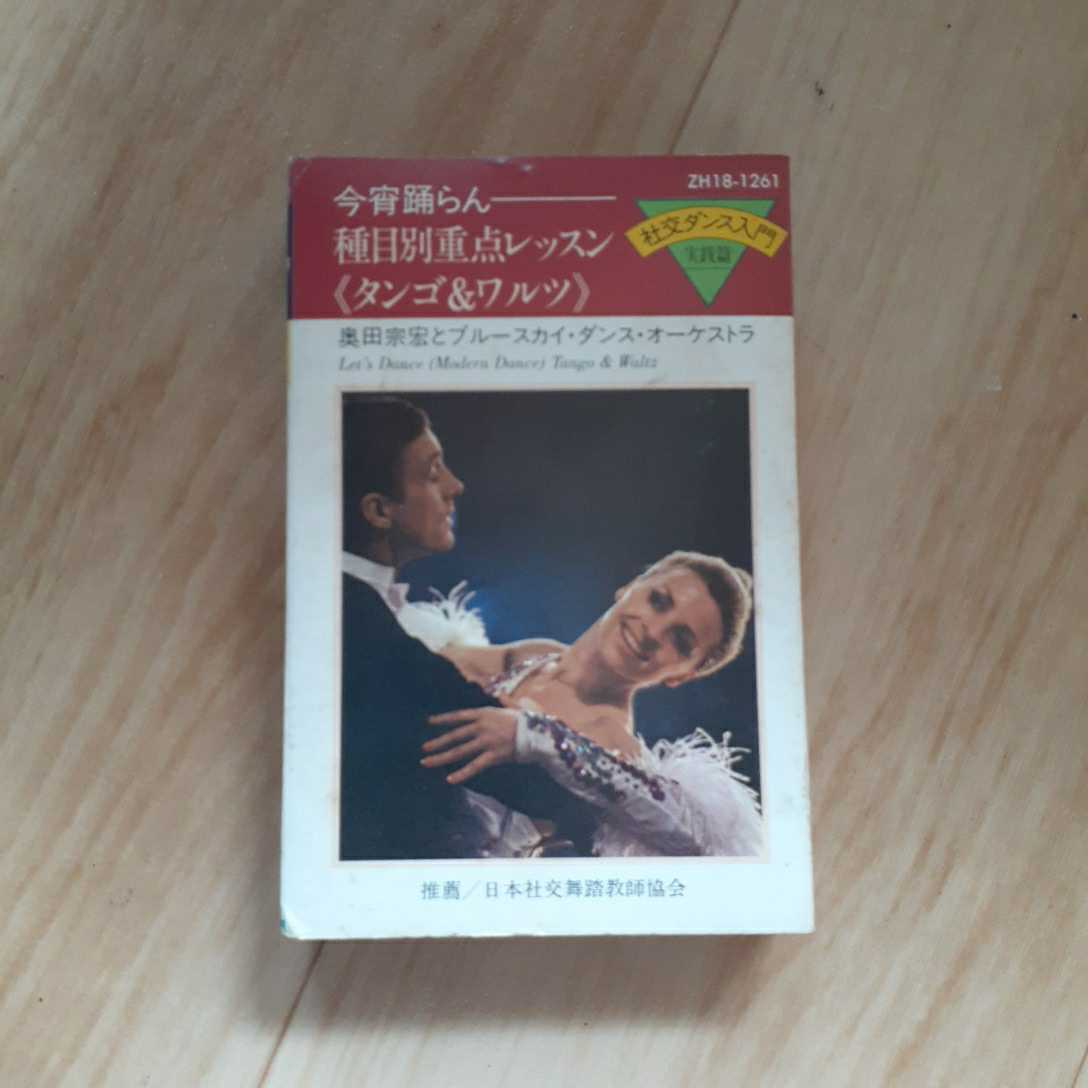 ZH18-1261
今宵踊らん――
種目別重点レッスン
《タンゴ&ワルツ》
社交ダンス入門
実践篇
奥田宗宏とブルースカイ・ダンス・オーケストラ
Let's Dance (Modern Dance) Tango & Waltz
推薦／日本社交舞踏教師協会